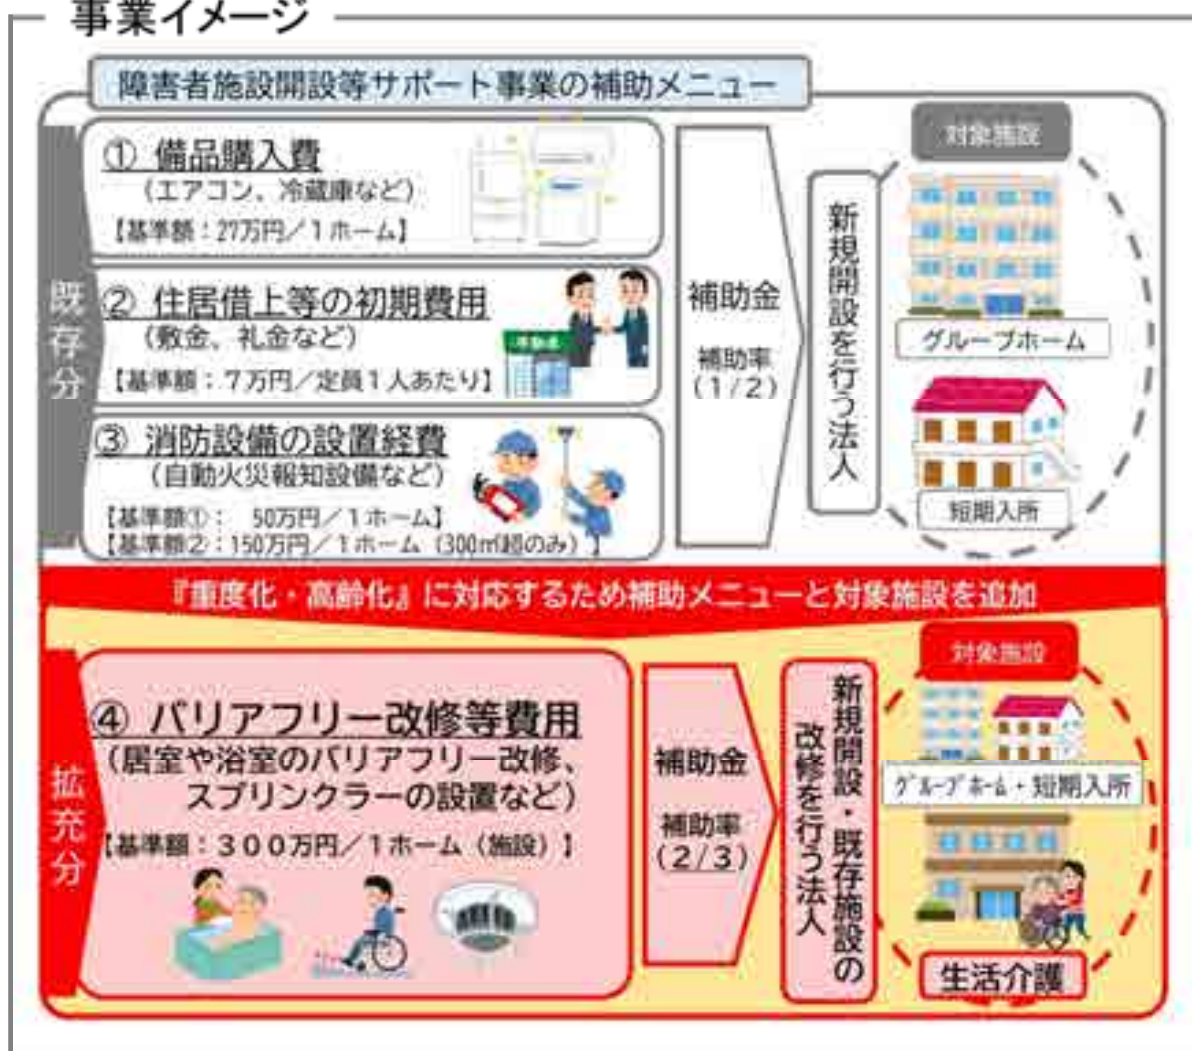 事業イメージ
障害者施設開設等サポート事業の補助メニュー
既存分
① 備品購入費
(エアコン、冷蔵庫など)
【基準額:27万円/1ホーム】
② 住居借上等の初期費用
(敷金、礼金など)
【基準額:7万円/定員1人あたり】
不動産
③ 消防設備の設置経費
(自動火災報知設備など)
【基準額①: 50万円/1ホーム】
【基準額2:150万円/1ホーム(300㎡超のみ)】
補助金
補助率
(1/2)
新規開設を行う法人
対象施設
グループホーム
短期入所
『重度化・高齢化』に対応するため補助メニューと対象施設を追加
拡充分
④ バリアフリー改修等費用
(居室や浴室のバリアフリー改修、
スプリンクラーの設置など)
【基準額:300万円/1ホーム(施設)】
補助金
補助率
(2/3)
新規開設・既存施設の
改修を行う法人
対象施設
グループホーム・短期入所
生活介護